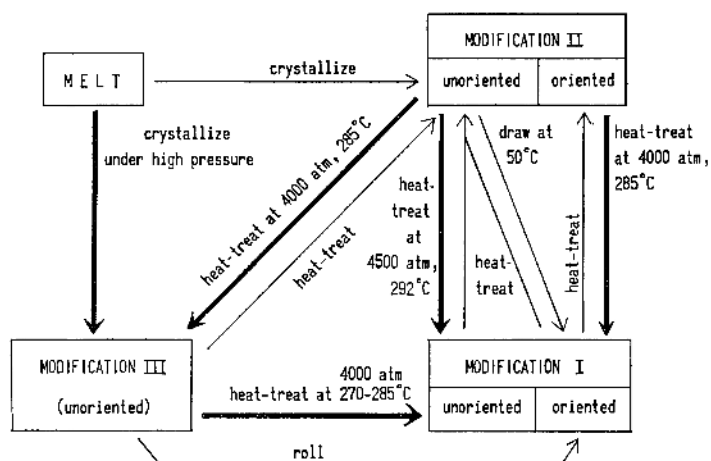 MODIFICATION II
unoriented oriented
MELT
crystallize
crystallize
under high pressure
heat-treat at 4000 atm, 285°C
heat-treat
heat-
treat
at
4500
atm,
292°C
draw at
50°C
heat-
treat
heat-treat
heat-treat
at 4000 atm,
285°C
MODIFICATION III
(unoriented)
4000 atm
heat-treat at 270-285°C
MODIFICATION I
unoriented oriented
roll